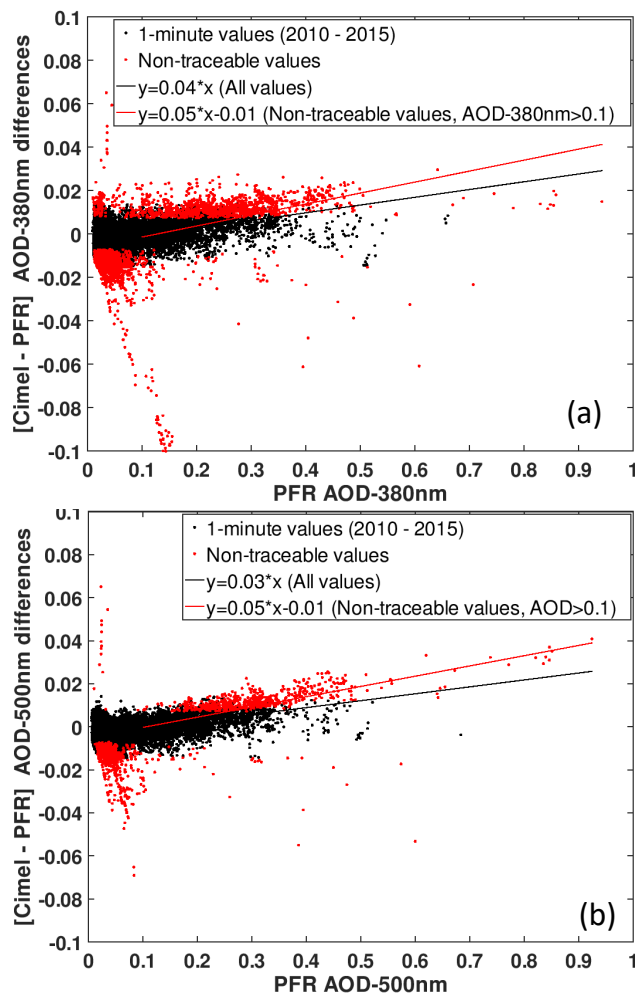 0.1
0.08
0.06
0.04
0.02
0
-0.02
-0.04
-0.06
-0.08
-0.1
[Cimel - PFR] AOD-380nm differences
1-minute values (2010 - 2015)
Non-traceable values
y=0.04*x (All values)
y=0.05*x-0.01 (Non-traceable values, AOD-380nm>0.1)
(a)
0 0.1 0.2 0.3 0.4 0.5 0.6 0.7 0.8 0.9 1
PFR AOD-380nm
0.1
0.08
0.06
0.04
0.02
0
-0.02
-0.04
-0.06
-0.08
-0.1
[Cimel - PFR] AOD-500nm differences
1-minute values (2010 - 2015)
Non-traceable values
y=0.03*x (All values)
y=0.05*x-0.01 (Non-traceable values, AOD>0.1)
(b)
0 0.1 0.2 0.3 0.4 0.5 0.6 0.7 0.8 0.9 1
PFR AOD-500nm